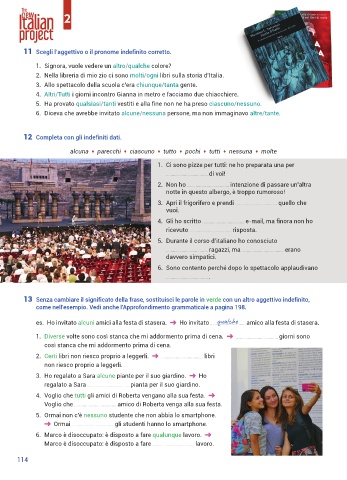 The
new
Italian
project
2
11 Scegli l'aggettivo o il pronome indefinito corretto.
1. Signora, vuole vedere un altro/qualche colore?
2. Nella libreria di mio zio ci sono molti/ogni libri sulla storia d'Italia.
3. Allo spettacolo della scuola c'era chiunque/tanta gente.
4. Altri/Tutti i giorni incontro Gianna in metro e facciamo due chiacchiere.
5. Ha provato qualsiasi/tanti vestiti e alla fine non ne ha preso ciascuno/nessuno.
6. Diceva che avrebbe invitato alcune/nessuna persone, ma non immaginavo altre/tante.
12 Completa con gli indefiniti dati.
alcuna • parecchi • ciascuno • tutto • pochi • tutti • nessuna • molte
1. Ci sono pizze per tutti: ne ho preparata una per
.................... di voi!
2. Non ho .................... intenzione di passare un'altra
notte in questo albergo, è troppo rumoroso!
3. Apri il frigorifero e prendi .................... quello che
vuoi.
4. Gli ho scritto .................... e-mail, ma finora non ho
ricevuto .................... risposta.
5. Durante il corso d'italiano ho conosciuto
.................... ragazzi, ma .................... erano
davvero simpatici.
6. Sono contento perché dopo lo spettacolo applaudivano
.....................
13 Senza cambiare il significato della frase, sostituisci le parole in verde con un altro aggettivo indefinito,
come nell'esempio. Vedi anche l'Approfondimento grammaticale a pagina 198.
es. Ho invitato alcuni amici alla festa di stasera. ➜ Ho invitato ... qualche ... amico alla festa di stasera.
1. Diverse volte sono così stanca che mi addormento prima di cena. ➜ .................... giorni sono
così stanca che mi addormento prima di cena.
2. Certi libri non riesco proprio a leggerli. ➜ .................... libri
non riesco proprio a leggerli.
3. Ho regalato a Sara alcune piante per il suo giardino. ➜ Ho
regalato a Sara .................... pianta per il suo giardino.
4. Voglio che tutti gli amici di Roberta vengano alla sua festa. ➜
Voglio che .................... amico di Roberta venga alla sua festa.
5. Ormai non c'è nessuno studente che non abbia lo smartphone.
➜ Ormai .................... gli studenti hanno lo smartphone.
6. Marco è disoccupato: è disposto a fare qualunque lavoro. ➜
Marco è disoccupato: è disposto a fare .................... lavoro.
114